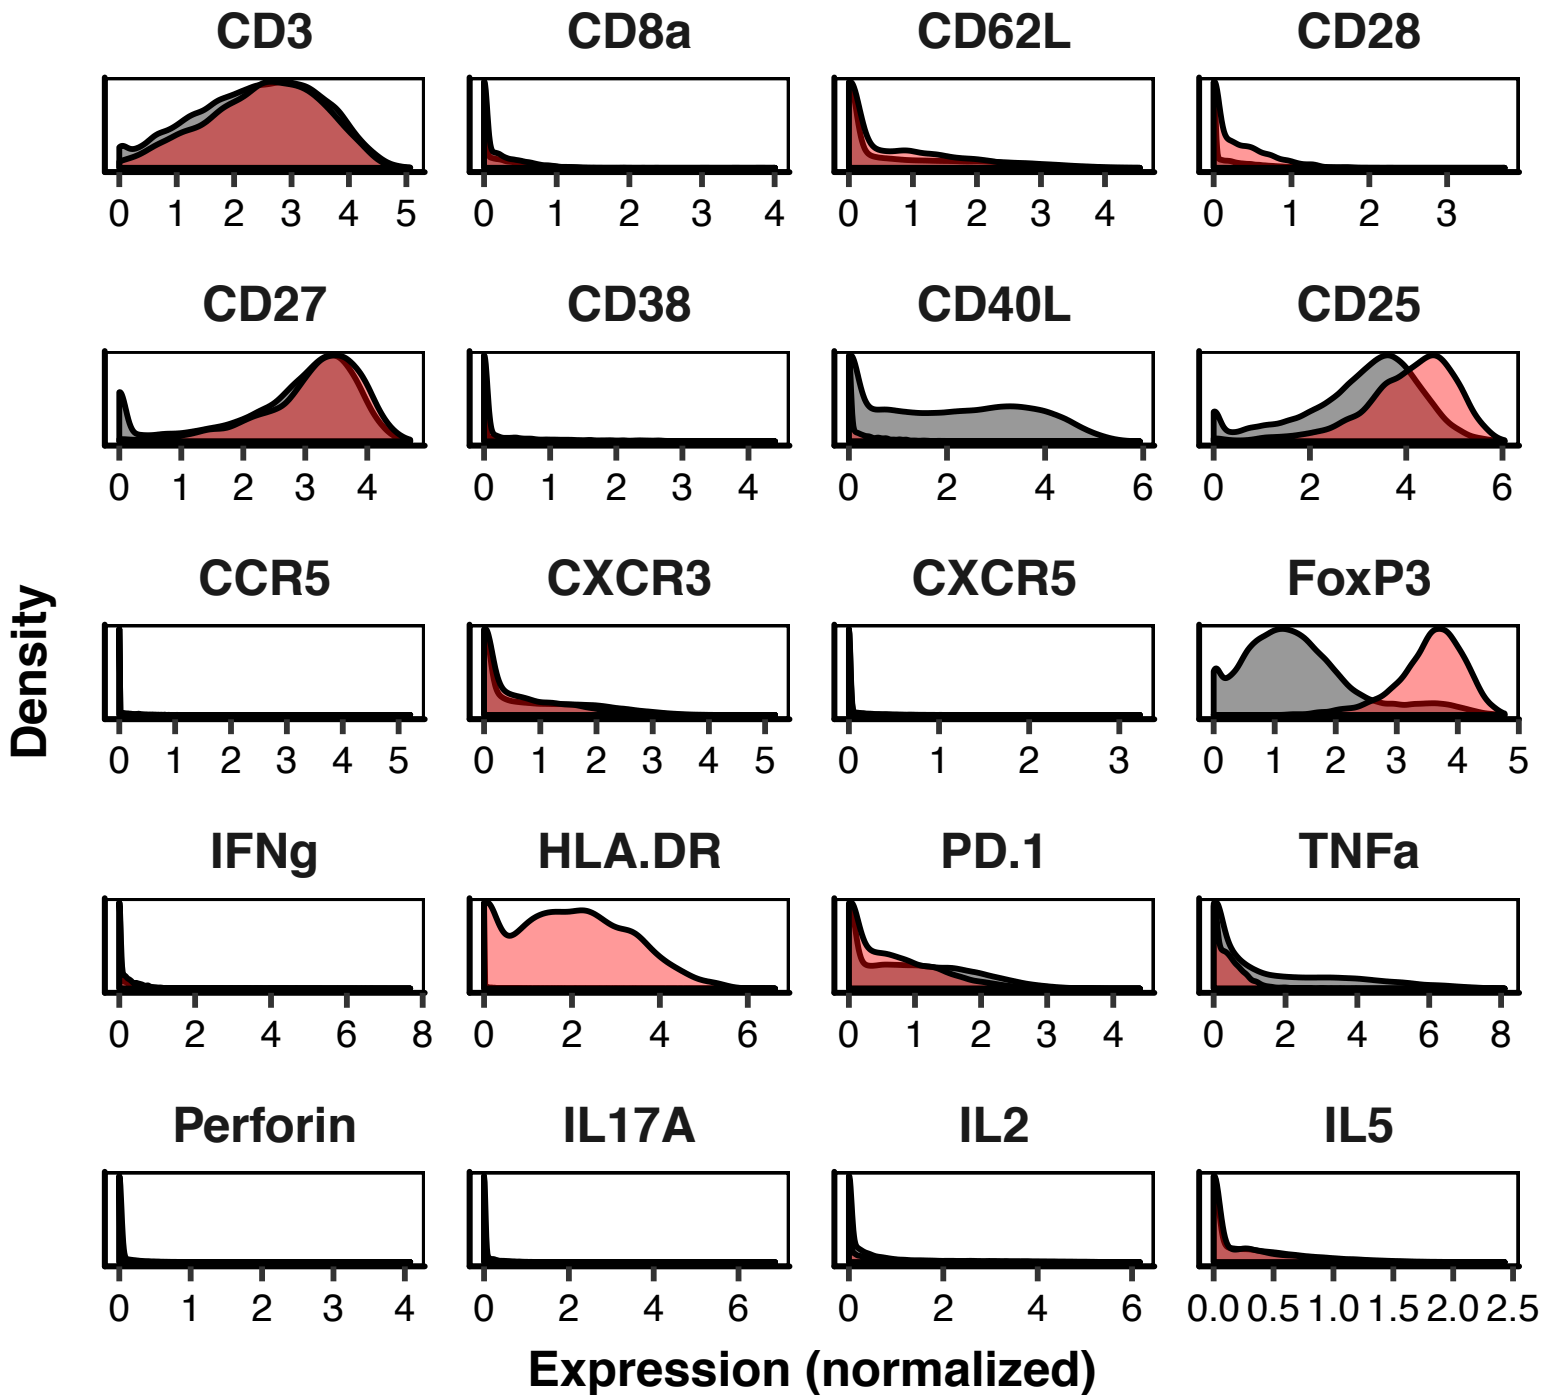 CD3 CD8a CD62L CD28
0 1 2 3 4 5 0 1 2 3 4 0 1 2 3 4 0 1 2 3
CD27 CD38 CD40L CD25
0 1 2 3 4 0 1 2 3 4 0 2 4 6 0 2 4 6
CCR5 CXCR3 CXCR5 FoxP3
0 1 2 3 4 5 0 1 2 3 4 5 0 1 2 3 0 1 2 3 4 5
Density
IFNg HLA.DR PD.1 TNFa
0 2 4 6 8 0 2 4 6 0 1 2 3 4 0 2 4 6 8
Perforin IL17A IL2 IL5
0 1 2 3 4 0 2 4 6 0 2 4 6 0.0 0.5 1.0 1.5 2.0 2.5
Expression (normalized)